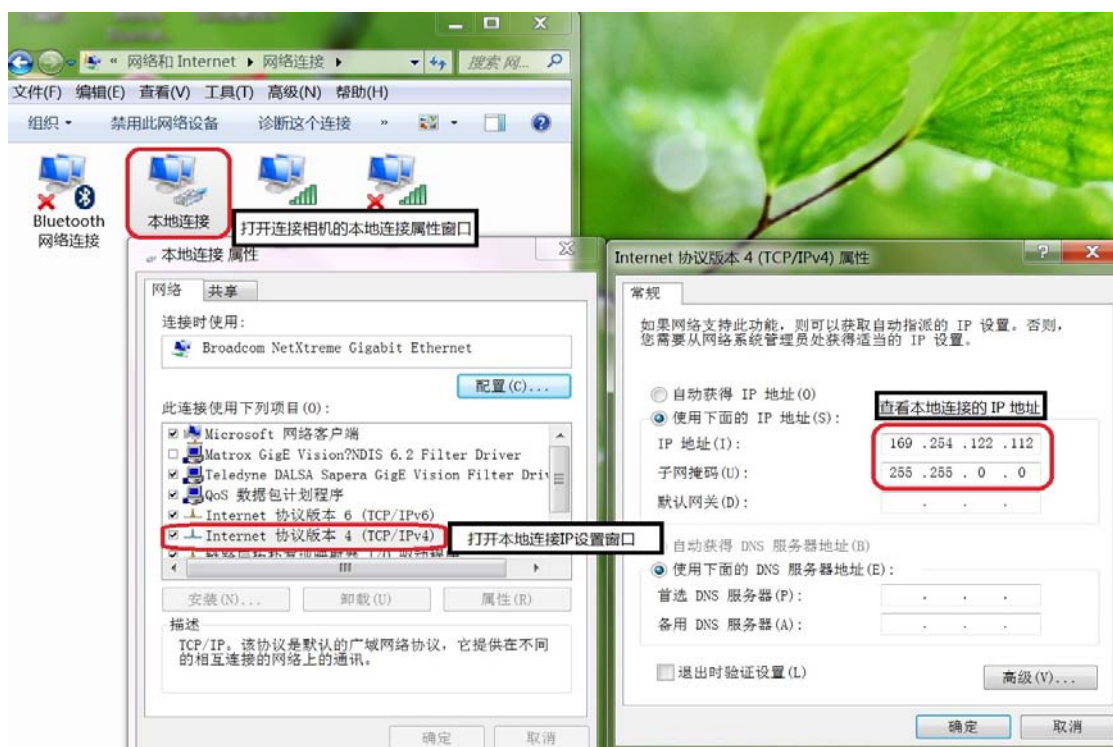 « 网络和 Internet ▸ 网络连接 ▸
搜索 网...
文件(F) 编辑(E) 查看(V) 工具(T) 高级(N) 帮助(H)
组织 禁用此网络设备 诊断这个连接 »
Bluetooth
网络连接
本地连接
打开连接相机的本地连接属性窗口
本地连接 属性
网络 共享
连接时使用:
Broadcom NetXtreme Gigabit Ethernet
配置(C)...
此连接使用下列项目(O):
Microsoft 网络客户端
Matrox GigE Vision?NDIS 6.2 Filter Driver
Teledyne DALSA Sapera GigE Vision Filter Driv
QoS 数据包计划程序
Internet 协议版本 6 (TCP/IPv6)
Internet 协议版本 4 (TCP/IPv4)
打开本地连接IP设置窗口
安装(N)... 卸载(U) 属性(R)
描述
TCP/IP。该协议是默认的广域网络协议，它提供在不同
的相互连接的网络上的通讯。
确定 取消
Internet 协议版本 4 (TCP/IPv4) 属性
常规
如果网络支持此功能，则可以获取自动指派的 IP 设置。否则，
您需要从网络系统管理员处获得适当的 IP 设置。
自动获得 IP 地址(O)
查看本地连接的 IP 地址
使用下面的 IP 地址(S):
IP 地址(I): 169 .254 .122 .112
子网掩码(U): 255 .255 . 0 . 0
默认网关(D): . . .
自动获得 DNS 服务器地址(B)
使用下面的 DNS 服务器地址(E):
首选 DNS 服务器(P): . . .
备用 DNS 服务器(A): . . .
退出时验证设置(L)
高级(V)...
确定 取消